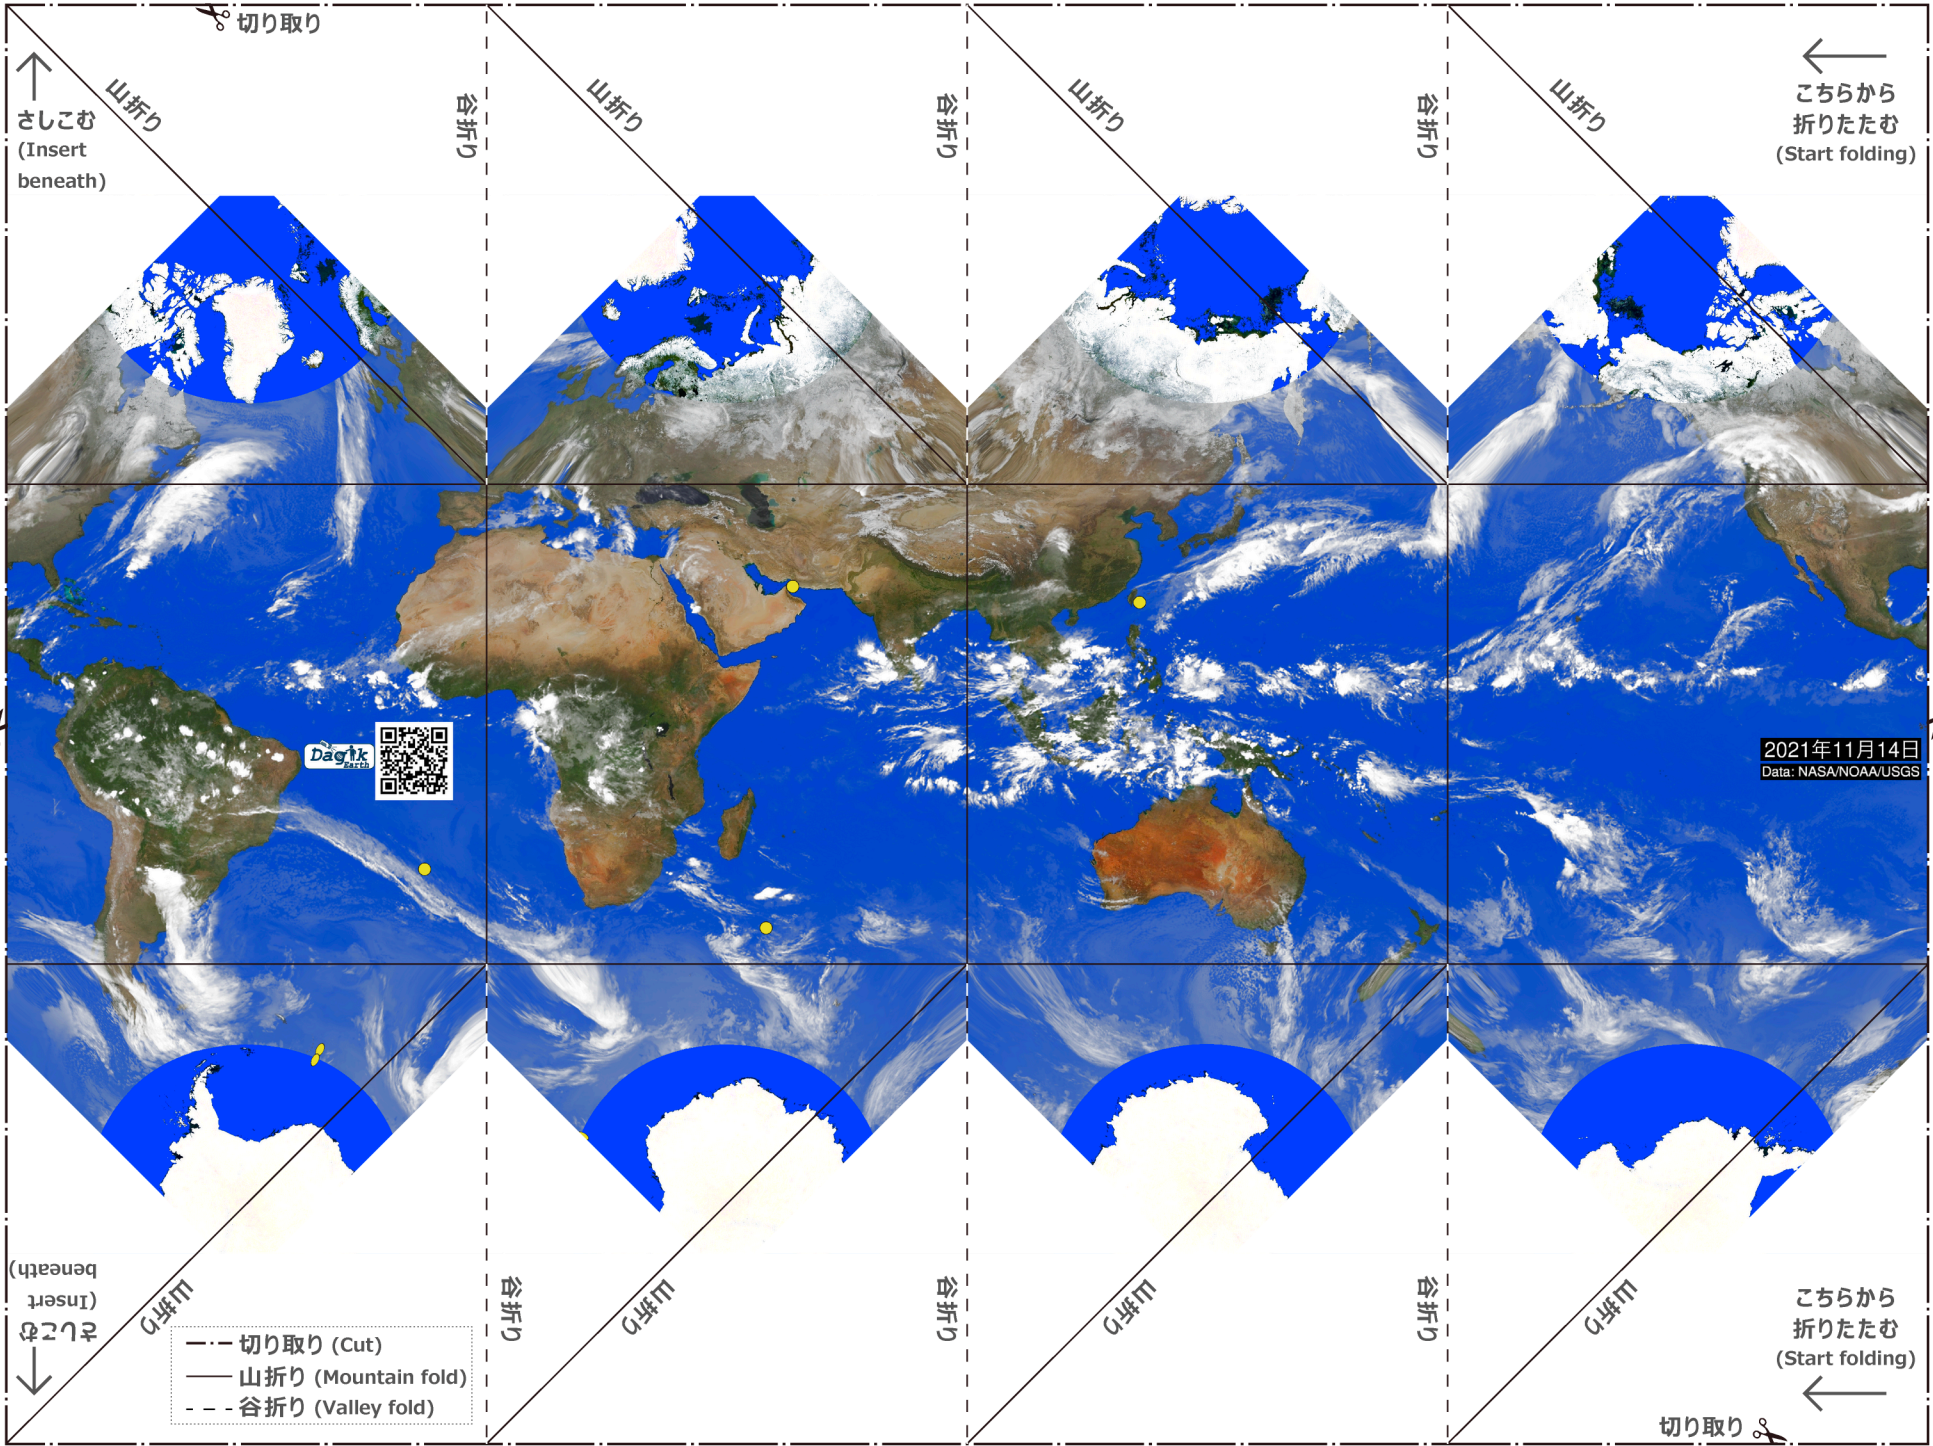 切り取り
山折り
谷折り
山折り
谷折り
山折り
谷折り
山折り
こちらから
折りたたむ
(Start folding)
さしこむ
(Insert
beneath)
Dagik
Earth
2021年11月14日
Data: NASA/NOAA/USGS
さしこむ
(Insert
beneath)
山折り
谷折り
山折り
谷折り
山折り
谷折り
山折り
こちらから
折りたたむ
(Start folding)
切り取り (Cut)
山折り (Mountain fold)
谷折り (Valley fold)
切り取り